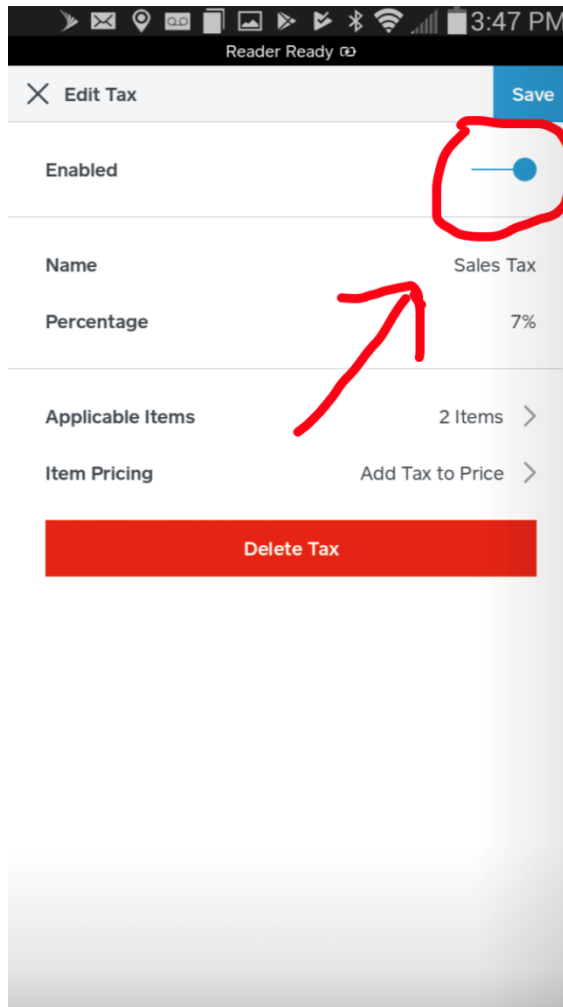 3:47 PM
Reader Ready
Edit Tax
Save
Enabled
Name
Sales Tax
Percentage
7%
Applicable Items
2 Items
Item Pricing
Add Tax to Price
Delete Tax